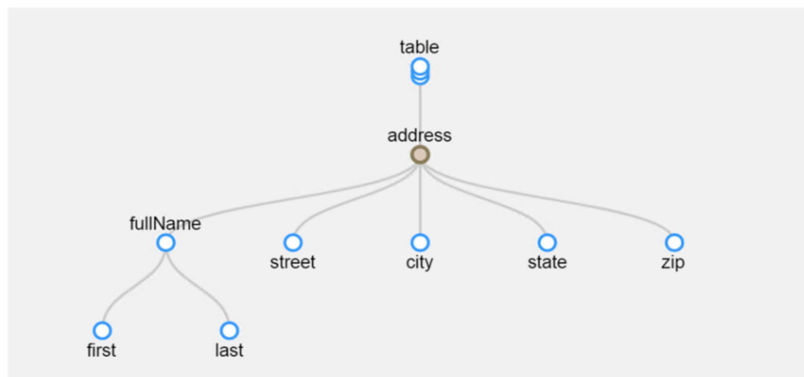 table
address
fullName
street city state zip
first last